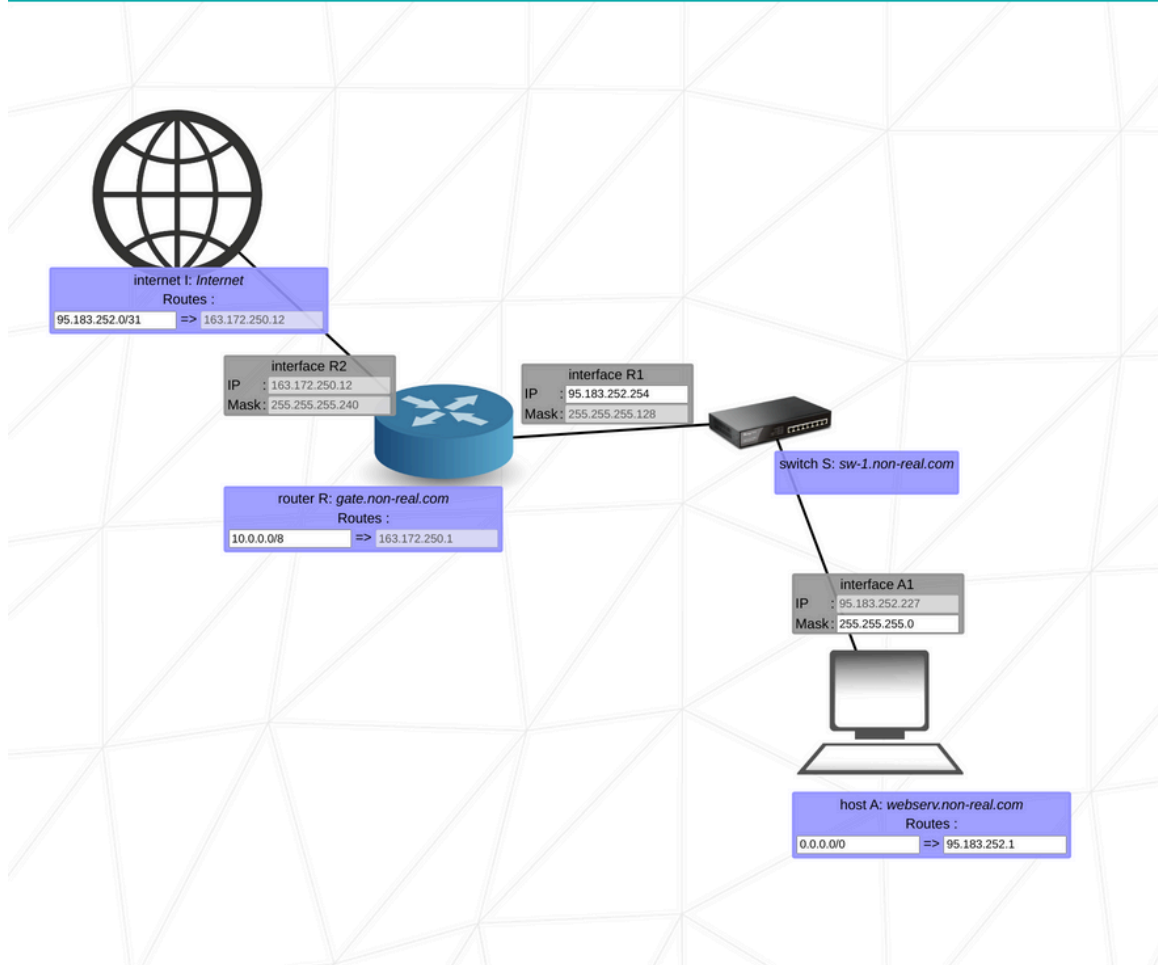 internet I: Internet
Routes :
95.183.252.0/31 => 163.172.250.12
interface R2
IP : 163.172.250.12
Mask: 255.255.255.240
interface R1
IP : 95.183.252.254
Mask: 255.255.255.128
switch S: sw-1.non-real.com
router R: gate.non-real.com
Routes :
10.0.0.0/8 => 163.172.250.1
interface A1
IP : 95.183.252.227
Mask: 255.255.255.0
host A: webserv.non-real.com
Routes :
0.0.0.0/0 => 95.183.252.1